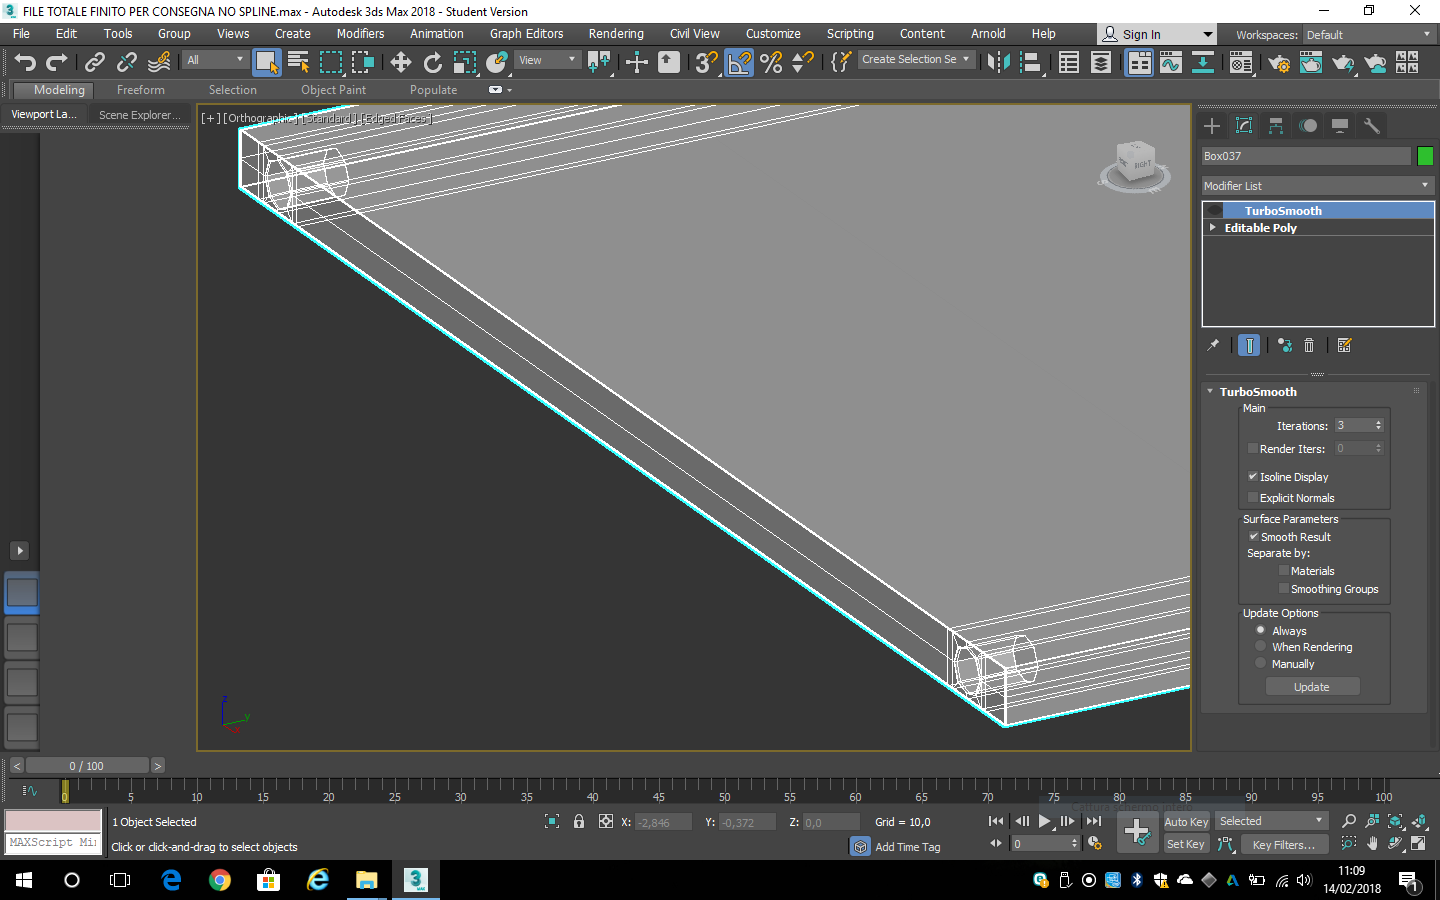 FILE TOTALE FINITO PER CONSEGNA NO SPLINE.max - Autodesk 3ds Max 2018 - Student Version
File Edit Tools Group Views Create Modifiers Animation Graph Editors Rendering Civil View Customize Scripting Content Arnold Help Sign In Workspaces: Default
All View Create Selection Se
Modeling Freeform Selection Object Paint Populate
Viewport La... Scene Explorer...
[+] [Orthographic] [Standard] [Edged Faces]
RIGHT
Box037
Modifier List
TurboSmooth
Editable Poly
TurboSmooth
Main
Iterations: 3
Render Iters: 0
Isoline Display
Explicit Normals
Surface Parameters
Smooth Result
Separate by:
Materials
Smoothing Groups
Update Options
Always
When Rendering
Manually
Update
z
y
x
< 0 / 100 >
0 5 10 15 20 25 30 35 40 45 50 55 60 65 70 75 80 85 90 95 100
Cattura schermo intero
1 Object Selected X: -2,846 Y: -0,372 Z: 0,0 Grid = 10,0 Auto Key Selected
MAXScript Mi Click or click-and-drag to select objects Add Time Tag 0 Set Key Key Filters...
3 MAX
11:09
14/02/2018
1